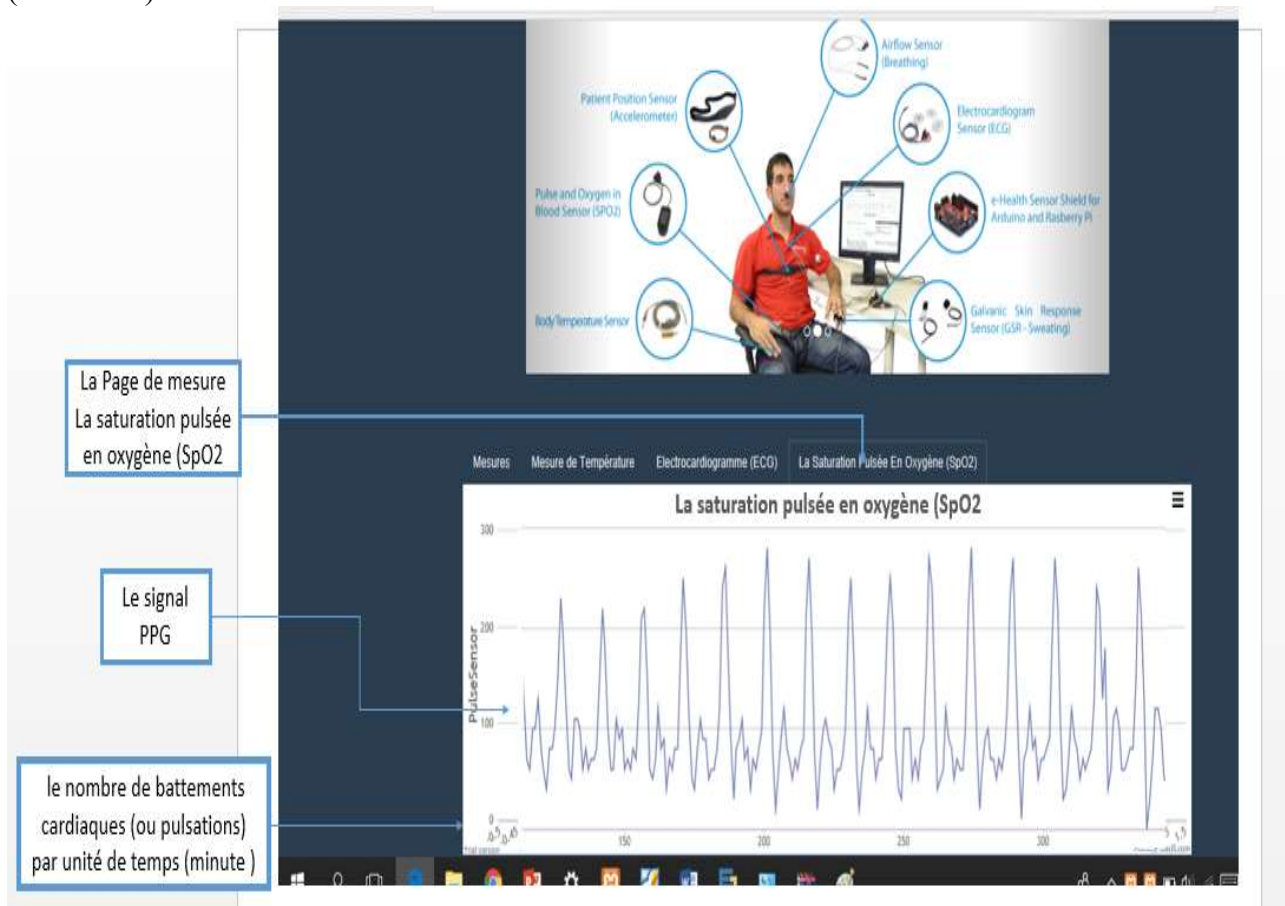 Airflow Sensor
(Breathing)
Patient Position Sensor
(Accelerometer)
Electrocardiogram
Sensor (ECG)
Pulse and Oxygen in
Blood Sensor (SPO2)
e-Health Sensor Shield for
Arduino and Rasberry Pi
Body Temperature Sensor
Galvanic Skin Response
Sensor (GSR - Sweating)
La Page de mesure
La saturation pulsée
en oxygène (SpO2
Mesures Mesure de Température Electrocardiogramme (ECG) La Saturation Pulsée En Oxygène (SpO2)
La saturation pulsée en oxygène (SpO2
300
200
100
0
PulseSensor
150 200 250 300
Le signal
PPG
le nombre de battements
cardiaques (ou pulsations)
par unité de temps (minute )